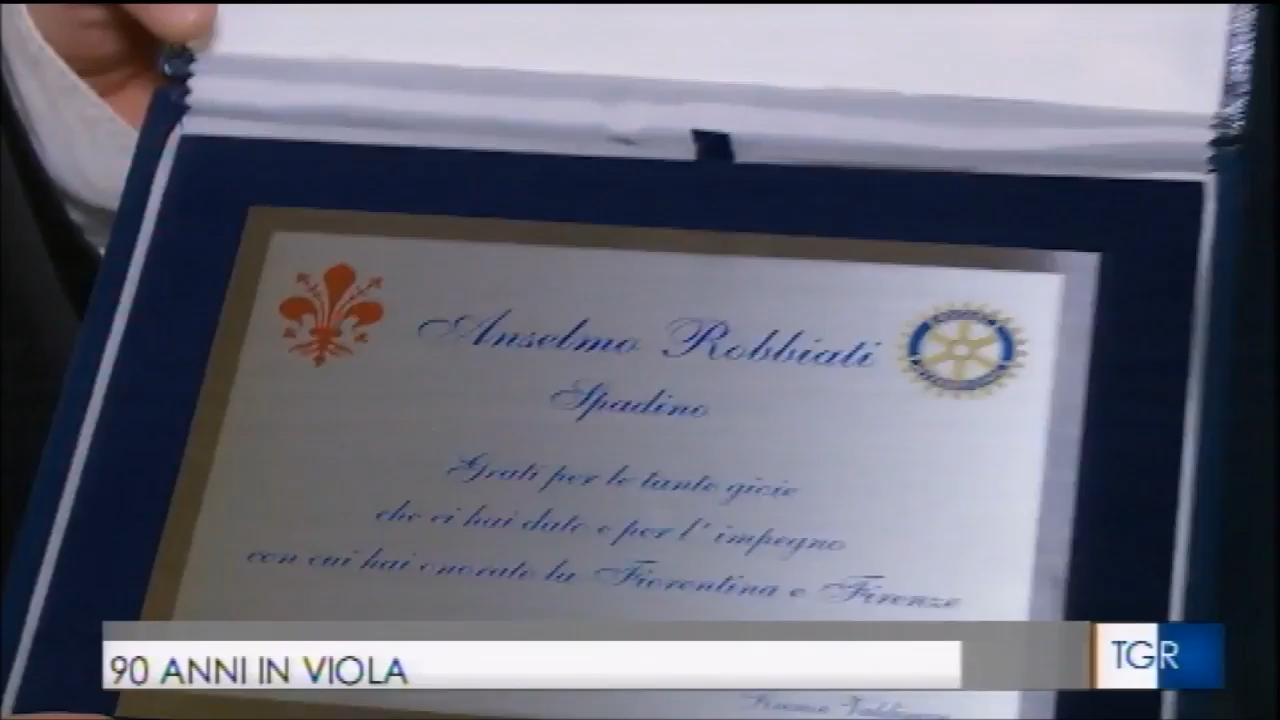 Anselmo Robbiati
Spadino
Grati per le tante gioie
che ci hai dato e per l' impegno
con cui hai onorato la Fiorentina e Firenze
90 ANNI IN VIOLA
TGR